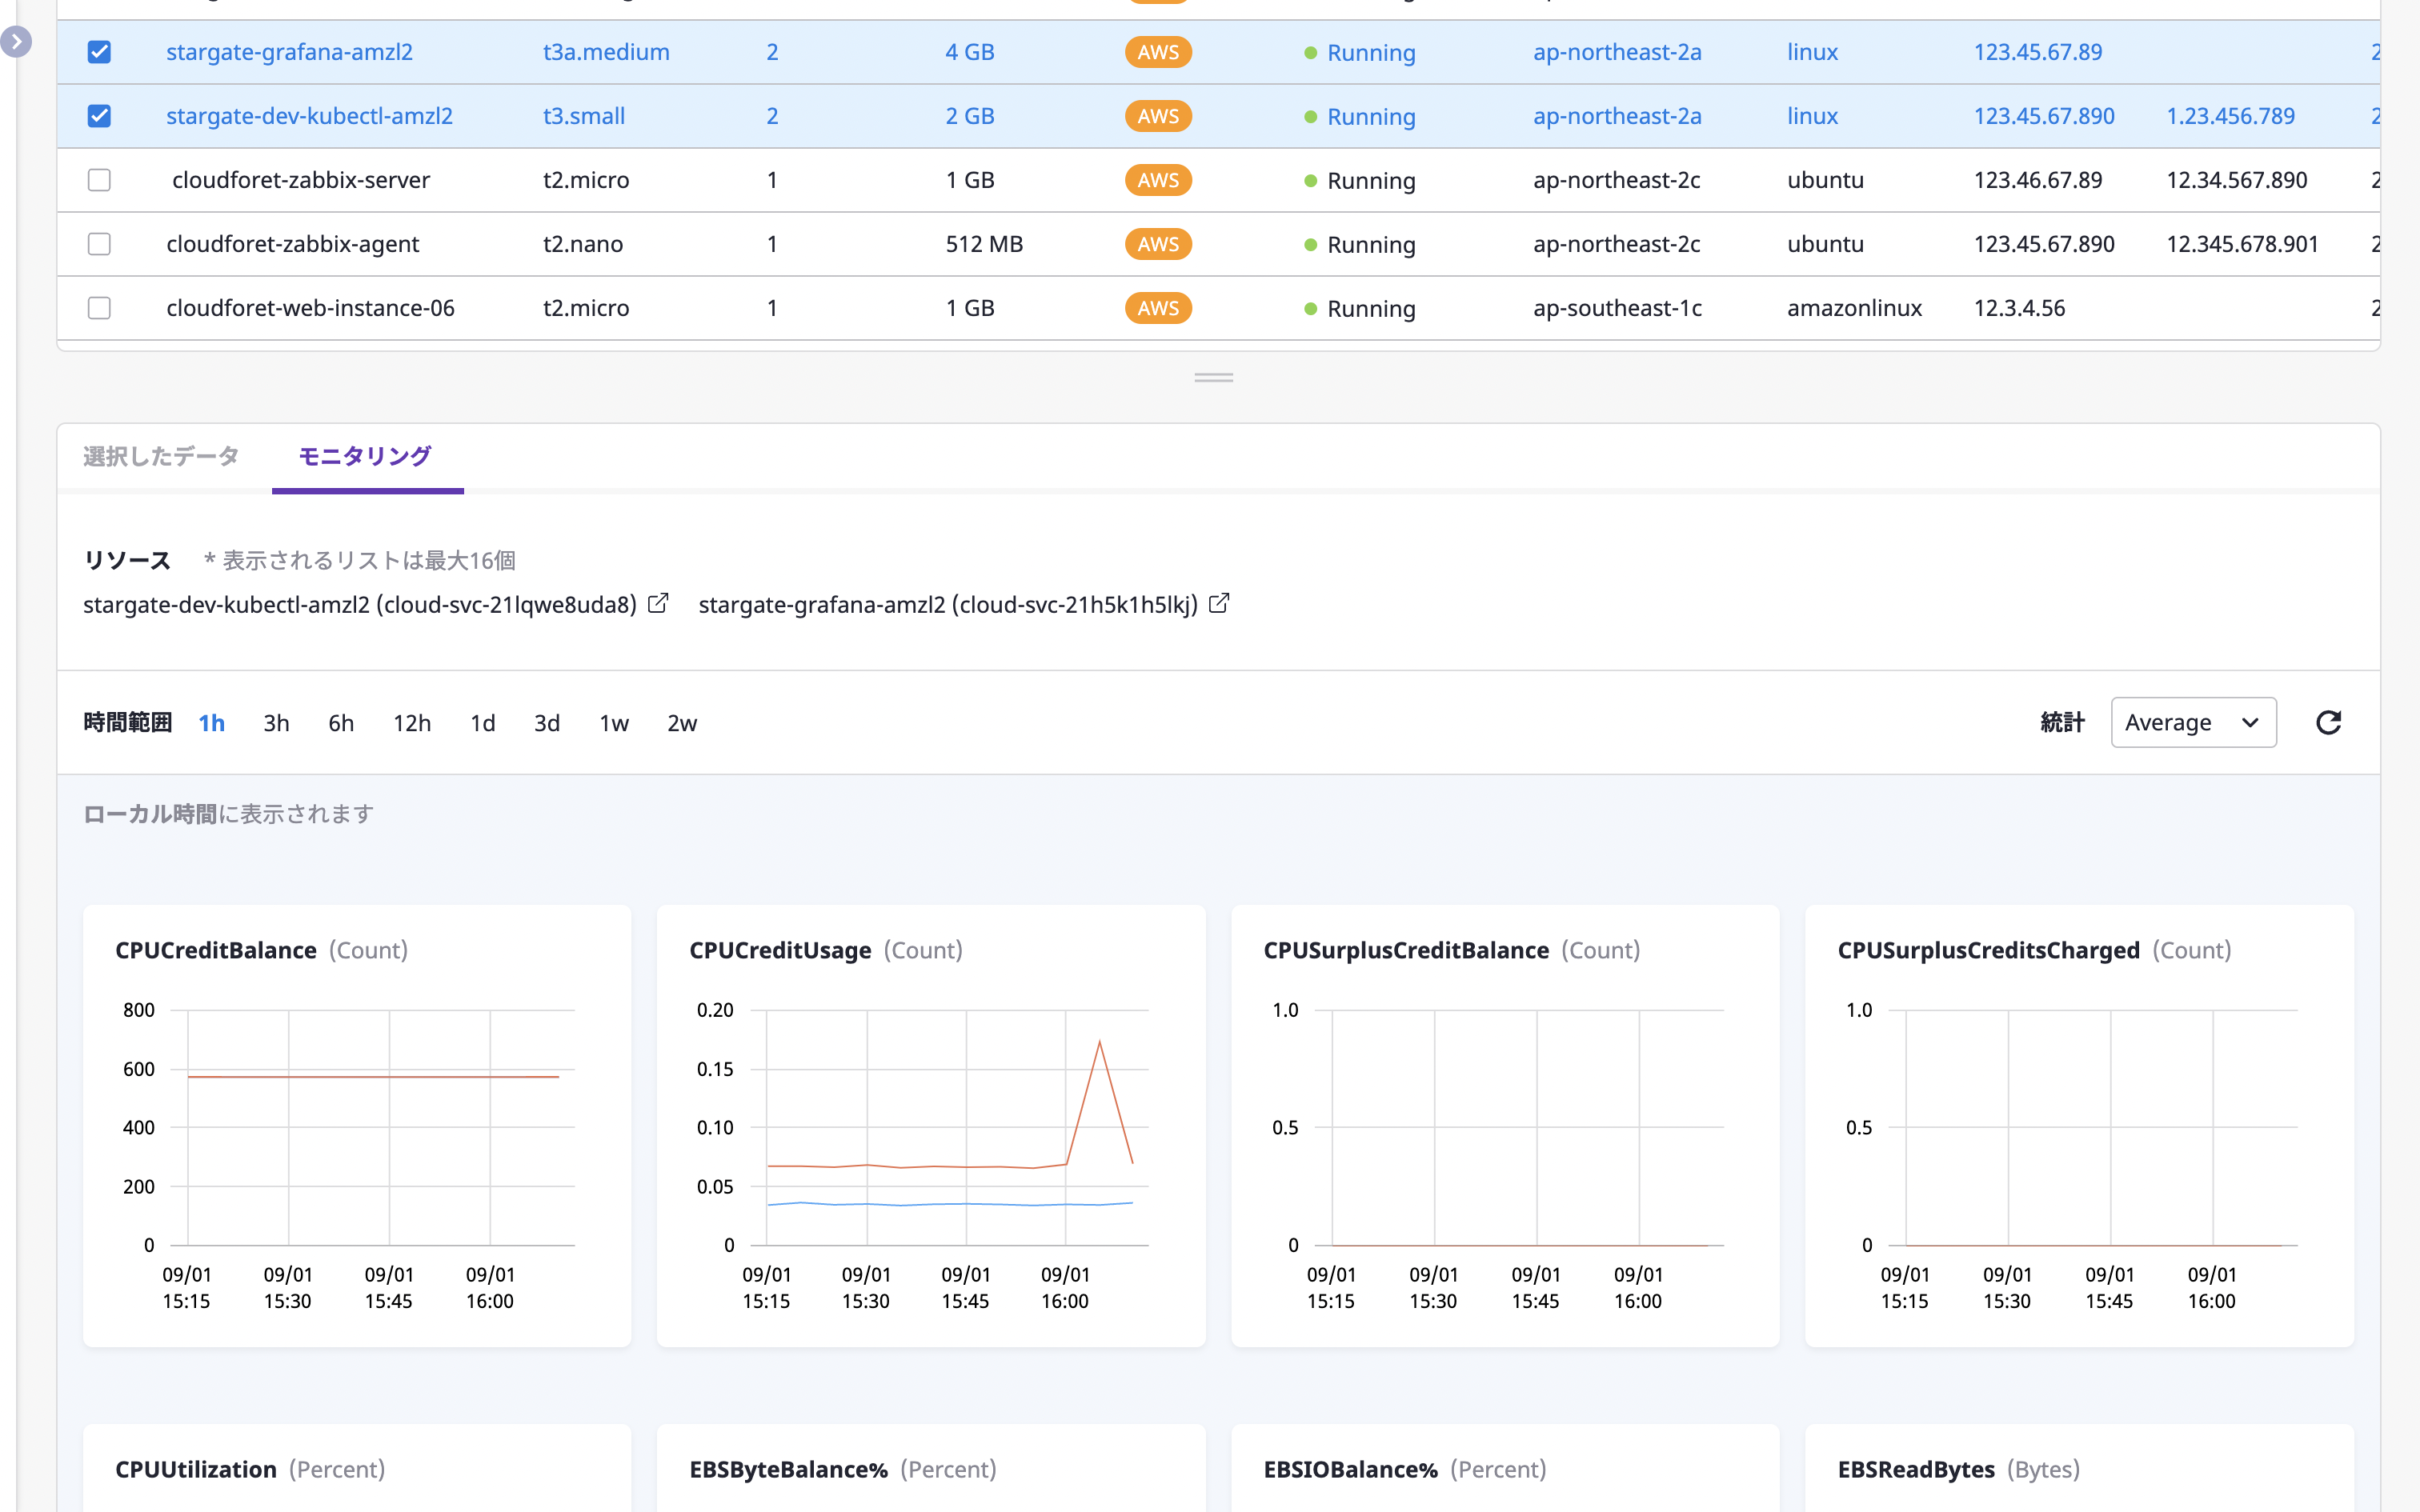 stargate-grafana-amzl2 t3a.medium 2 4 GB AWS Running ap-northeast-2a linux 123.45.67.89
stargate-dev-kubectl-amzl2 t3.small 2 2 GB AWS Running ap-northeast-2a linux 123.45.67.890 1.23.456.789
cloudforet-zabbix-server t2.micro 1 1 GB AWS Running ap-northeast-2c ubuntu 123.46.67.89 12.34.567.890
cloudforet-zabbix-agent t2.nano 1 512 MB AWS Running ap-northeast-2c ubuntu 123.45.67.890 12.345.678.901
cloudforet-web-instance-06 t2.micro 1 1 GB AWS Running ap-southeast-1c amazonlinux 12.3.4.56
選択したデータ モニタリング
リソース * 表示されるリストは最大16個
stargate-dev-kubectl-amzl2 (cloud-svc-21lqwe8uda8) stargate-grafana-amzl2 (cloud-svc-21h5k1h5lkj)
時間範囲 1h 3h 6h 12h 1d 3d 1w 2w 統計 Average
ローカル時間に表示されます
CPUCreditBalance (Count)
800
600
400
200
0
09/01 09/01 09/01 09/01
15:15 15:30 15:45 16:00
CPUCreditUsage (Count)
0.20
0.15
0.10
0.05
0
09/01 09/01 09/01 09/01
15:15 15:30 15:45 16:00
CPUSurplusCreditBalance (Count)
1.0
0.5
0
09/01 09/01 09/01 09/01
15:15 15:30 15:45 16:00
CPUSurplusCreditsCharged (Count)
1.0
0.5
0
09/01 09/01 09/01 09/01
15:15 15:30 15:45 16:00
CPUUtilization (Percent)
EBSByteBalance% (Percent)
EBSIOBalance% (Percent)
EBSReadBytes (Bytes)